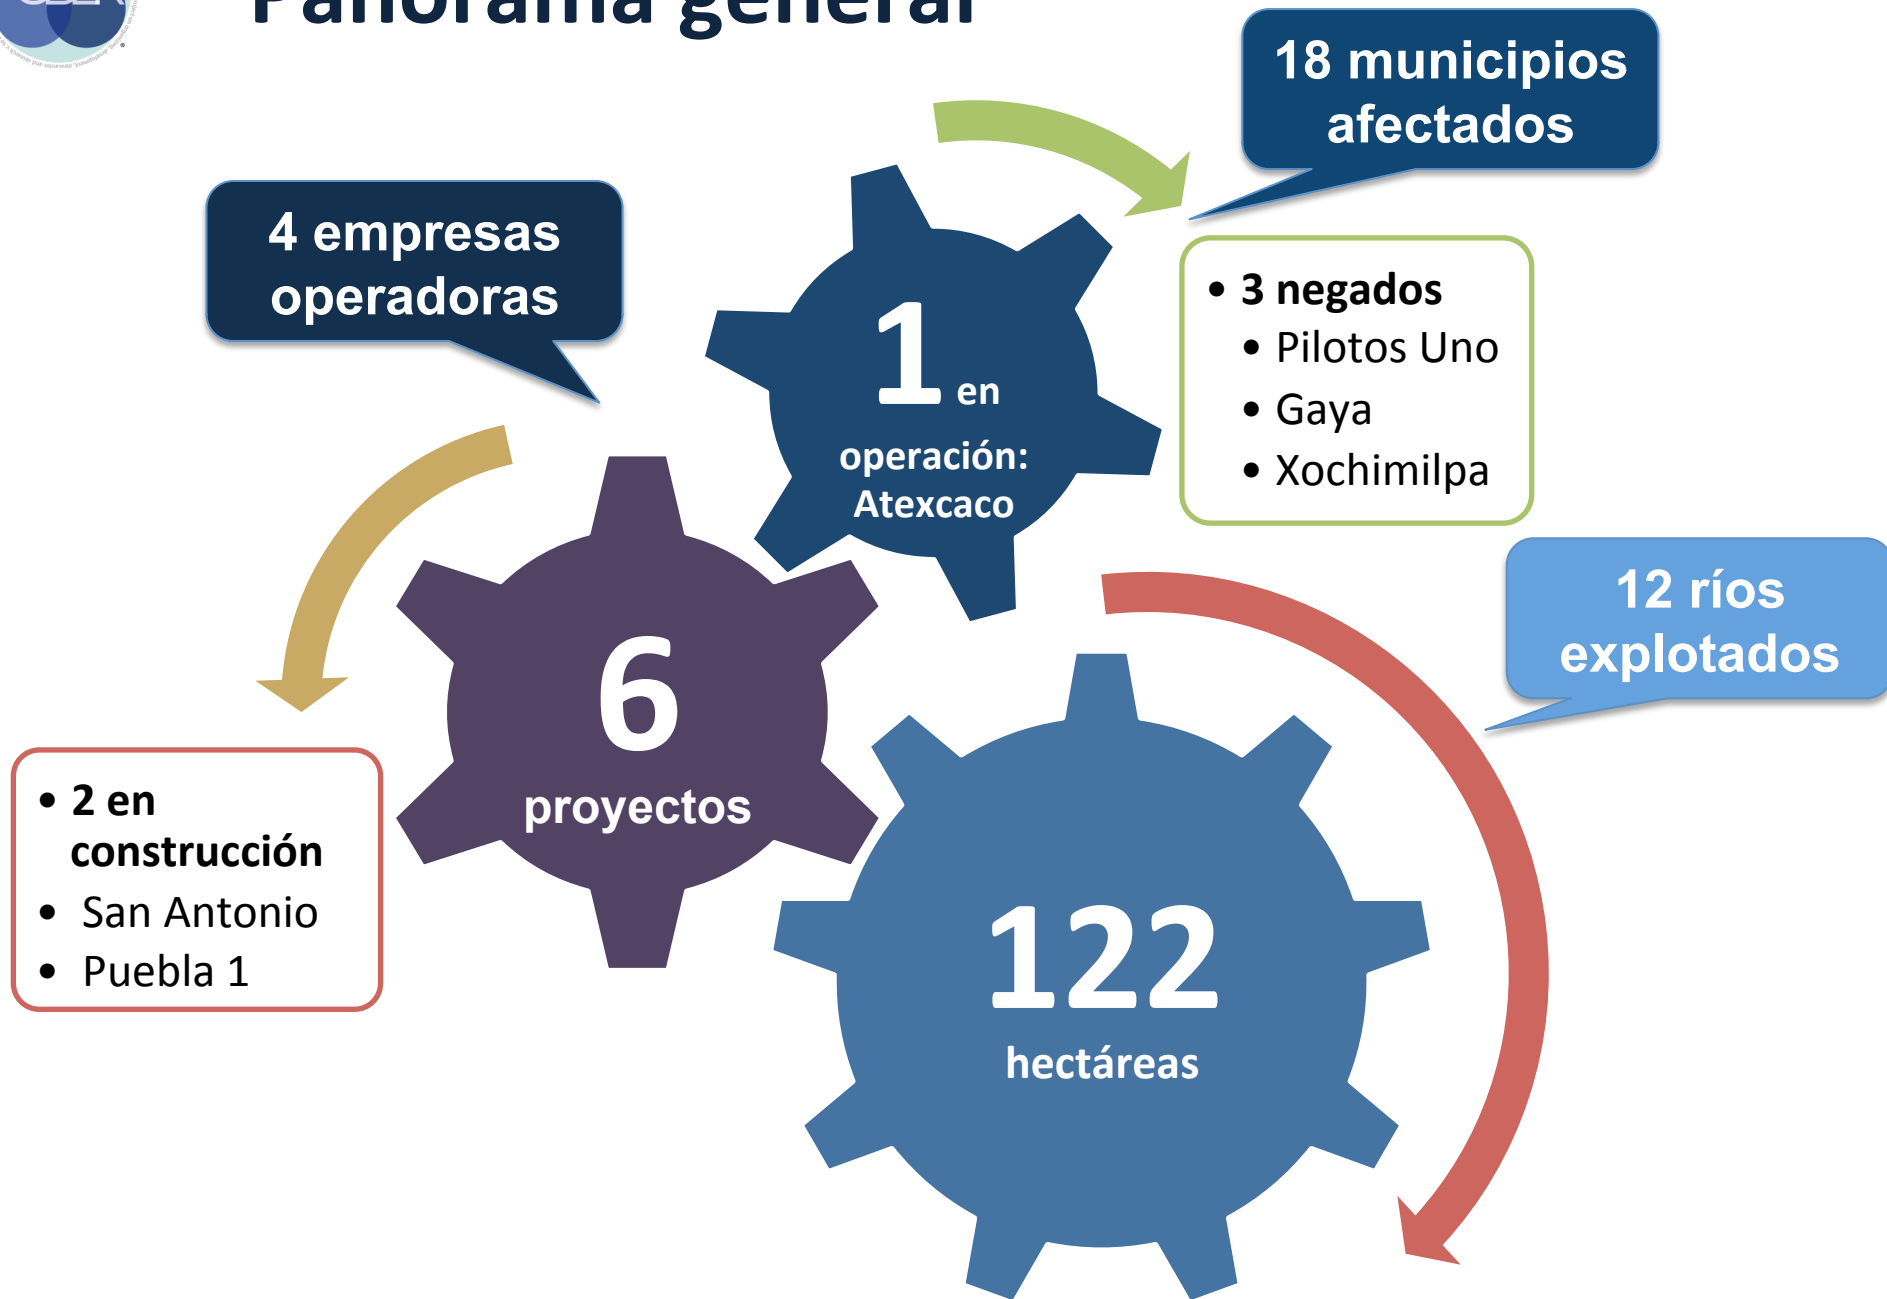 Panorama general
18 municipios
afectados
4 empresas
operadoras
1 en
operación:
Atexcaco
• 3 negados
• Pilotos Uno
• Gaya
• Xochimilpa
12 ríos
explotados
6
proyectos
• 2 en
construcción
• San Antonio
• Puebla 1
122
hectáreas